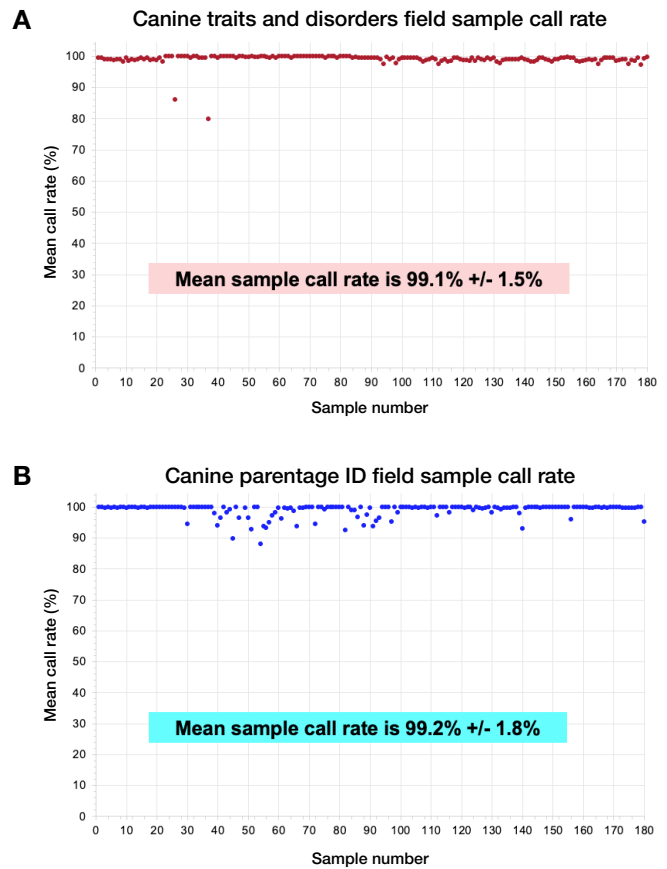 A
Canine traits and disorders field sample call rate
Mean call rate (%)
100
90
80
70
60
50
40
30
20
10
0
Mean sample call rate is 99.1% +/- 1.5%
0 10 20 30 40 50 60 70 80 90 100 110 120 130 140 150 160 170 180
Sample number
B
Canine parentage ID field sample call rate
Mean call rate (%)
100
90
80
70
60
50
40
30
20
10
0
Mean sample call rate is 99.2% +/- 1.8%
0 10 20 30 40 50 60 70 80 90 100 110 120 130 140 150 160 170 180
Sample number